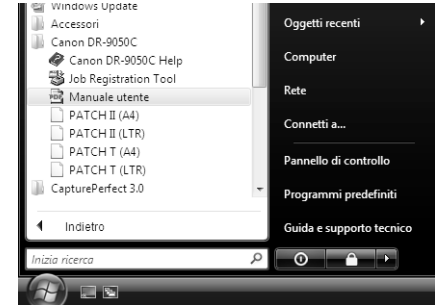 Windows Update
Accessori
Canon DR-9050C
Canon DR-9050C Help
Job Registration Tool
Manuale utente
PATCH II (A4)
PATCH II (LTR)
PATCH T (A4)
PATCH T (LTR)
CapturePerfect 3.0
Indietro
Inizia ricerca
Oggetti recenti
Computer
Rete
Connetti a...
Pannello di controllo
Programmi predefiniti
Guida e supporto tecnico